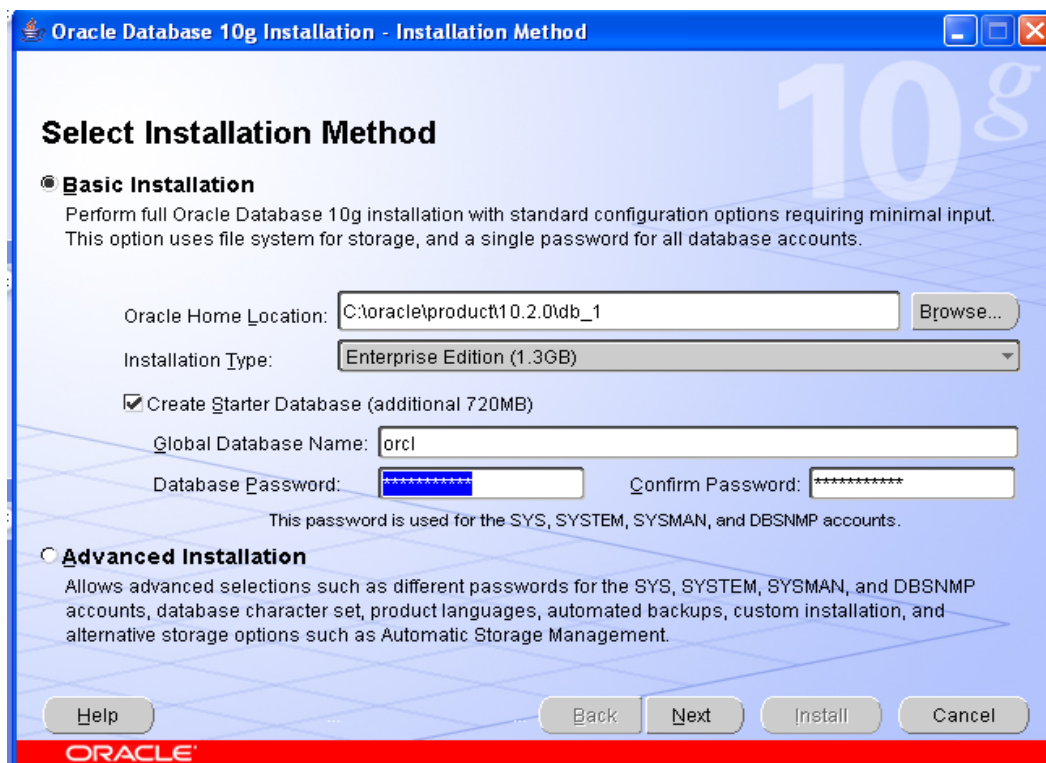 Oracle Database 10g Installation - Installation Method
10g
Select Installation Method
Basic Installation
Perform full Oracle Database 10g installation with standard configuration options requiring minimal input.
This option uses file system for storage, and a single password for all database accounts.
Oracle Home Location: C:\oracle\product\10.2.0\db_1 Browse...
Installation Type: Enterprise Edition (1.3GB)
Create Starter Database (additional 720MB)
Global Database Name: orcl
Database Password: *********** Confirm Password: ***********
This password is used for the SYS, SYSTEM, SYSMAN, and DBSNMP accounts.
Advanced Installation
Allows advanced selections such as different passwords for the SYS, SYSTEM, SYSMAN, and DBSNMP
accounts, database character set, product languages, automated backups, custom installation, and
alternative storage options such as Automatic Storage Management.
Help Back Next Install Cancel
ORACLE